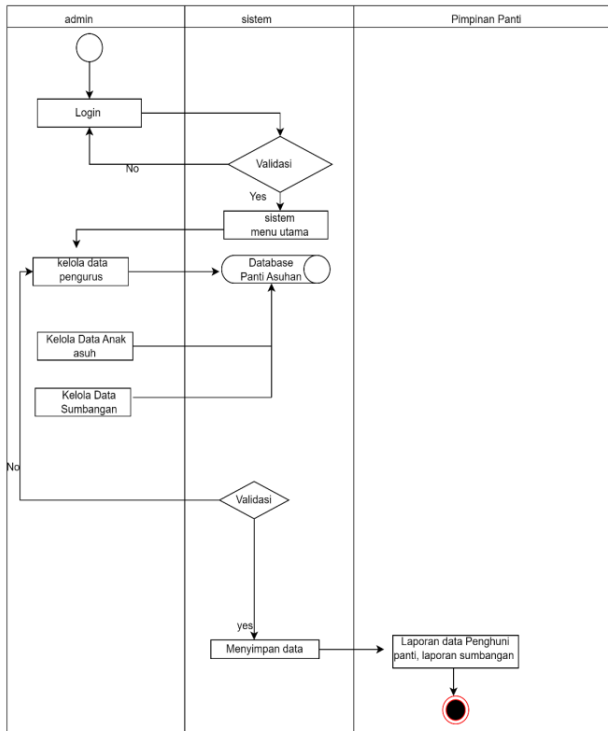 admin
sistem
Pimpinan Panti
Login
Validasi
No
Yes
sistem
menu utama
kelola data
pengurus
Database
Panti Asuhan
Kelola Data Anak
asuh
Kelola Data
Sumbangan
No
Validasi
yes
Menyimpan data
Laporan data Penghuni
panti, laporan sumbangan